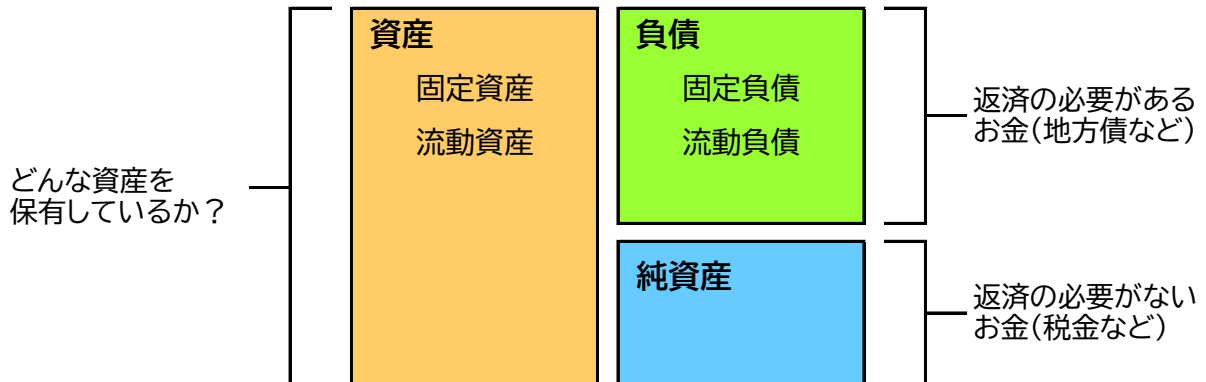 どんな資産を
保有しているか？
資産
固定資産
流動資産
負債
固定負債
流動負債
純資産
返済の必要がある
お金(地方債など)
返済の必要がない
お金(税金など)